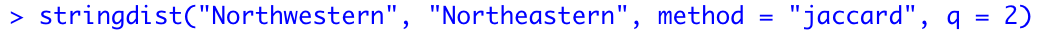 > stringdist("Northwestern", "Northeastern", method = "jaccard", q = 2)